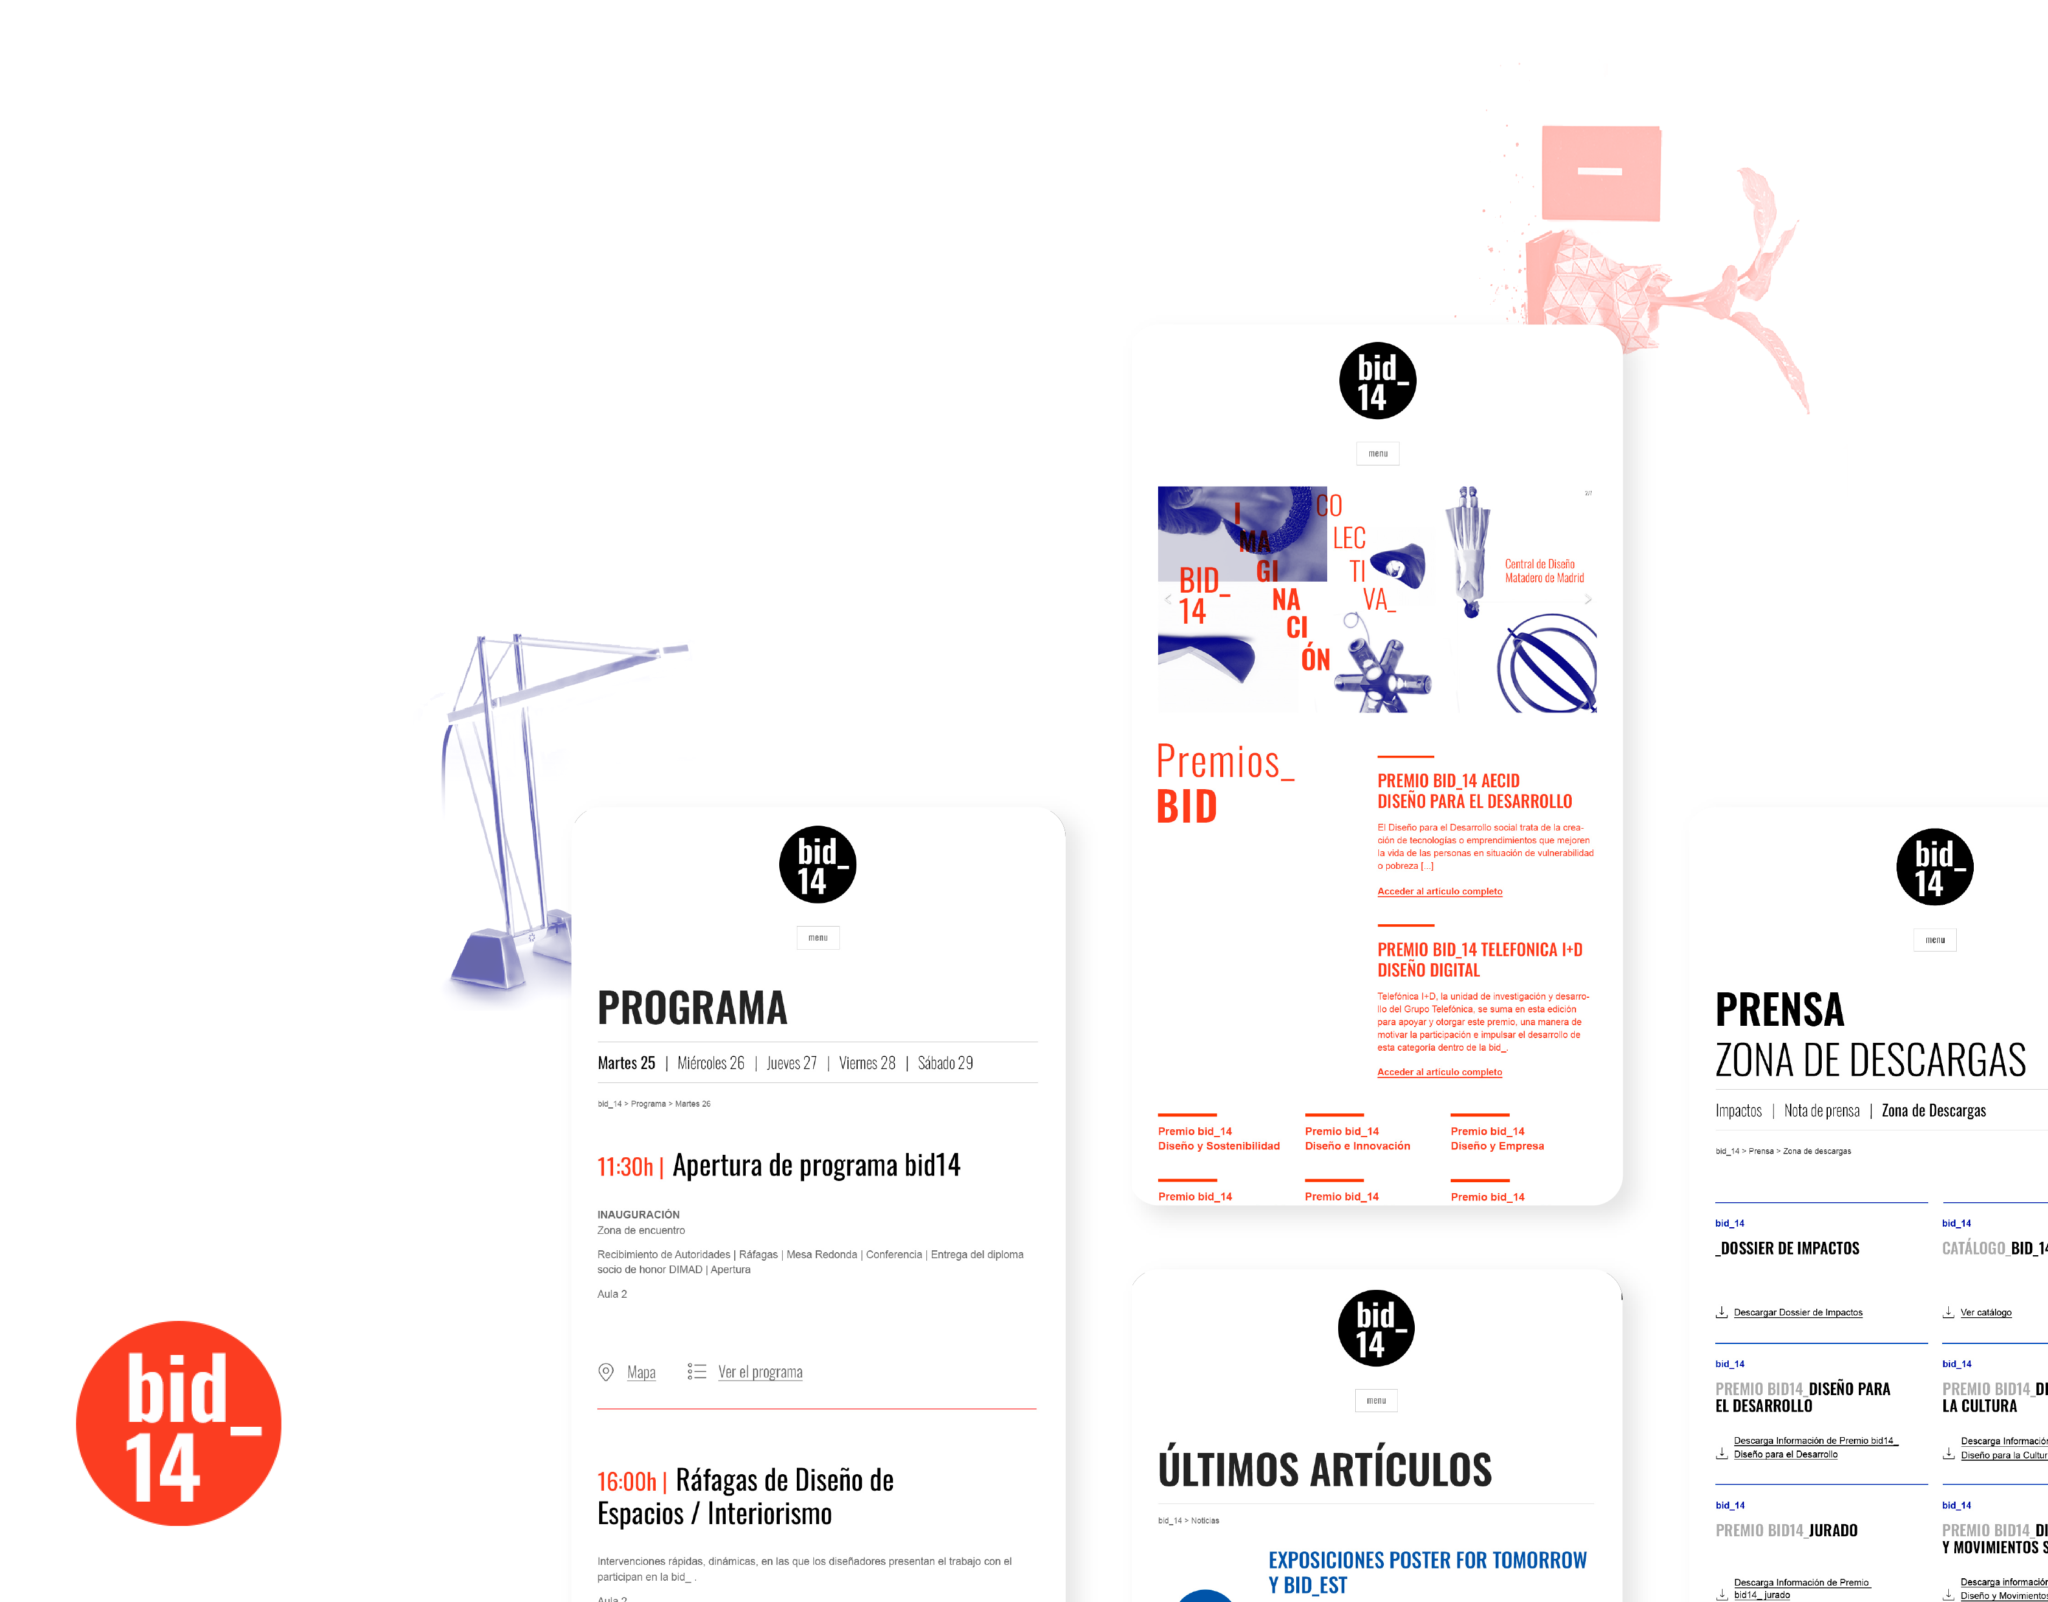 bid_
14
bid_
14
menu
PROGRAMA
Martes 25 | Miércoles 26 | Jueves 27 | Viernes 28 | Sábado 29
bid_14 > Programa > Martes 26
11:30h | Apertura de programa bid14
INAUGURACIÓN
Zona de encuentro
Recibimiento de Autoridades | Ráfagas | Mesa Redonda | Conferencia | Entrega del diploma
socio de honor DIMAD | Apertura
Aula 2
Mapa
Ver el programa
16:00h | Ráfagas de Diseño de
Espacios / Interiorismo
Intervenciones rápidas, dinámicas, en las que los diseñadores presentan el trabajo con el
participan en la bid_ .
Aula 2
bid_
14
menu
BID_
14
I
MA
GI
NA
CI
ÓN
CO
LEC
TI
VA_
Central de Diseño
Matadero de Madrid
Premios_
BID
PREMIO BID_14 AECID
DISEÑO PARA EL DESARROLLO
El Diseño para el Desarrollo social trata de la crea-
ción de tecnologías o emprendimientos que mejoren
la vida de las personas en situación de vulnerabilidad
o pobreza [...]
Acceder al artículo completo
PREMIO BID_14 TELEFONICA I+D
DISEÑO DIGITAL
Telefónica I+D, la unidad de investigación y desarro-
llo del Grupo Telefónica, se suma en esta edición
para apoyar y otorgar este premio, una manera de
motivar la participación e impulsar el desarrollo de
esta categoría dentro de la bid_.
Acceder al artículo completo
Premio bid_14
Diseño y Sostenibilidad
Premio bid_14
Diseño e Innovación
Premio bid_14
Diseño y Empresa
Premio bid_14
Premio bid_14
Premio bid_14
bid_
14
menu
ÚLTIMOS ARTÍCULOS
bid_14 > Noticias
EXPOSICIONES POSTER FOR TOMORROW
Y BID_EST
bid_
14
menu
PRENSA
ZONA DE DESCARGAS
Impactos | Nota de prensa | Zona de Descargas
bid_14 > Prensa > Zona de descargas
bid_14
_DOSSIER DE IMPACTOS
Descargar Dossier de Impactos
bid_14
CATÁLOGO_BID_14
Ver catálogo
bid_14
PREMIO BID14_DISEÑO PARA
EL DESARROLLO
Descarga Información de Premio bid14_
Diseño para el Desarrollo
bid_14
PREMIO BID14_DI
LA CULTURA
Descarga Información
Diseño para la Cultur
bid_14
PREMIO BID14_JURADO
Descarga Información de Premio
bid14_ jurado
bid_14
PREMIO BID14_DI
Y MOVIMIENTOS S
Descarga información
Diseño y Movimientos